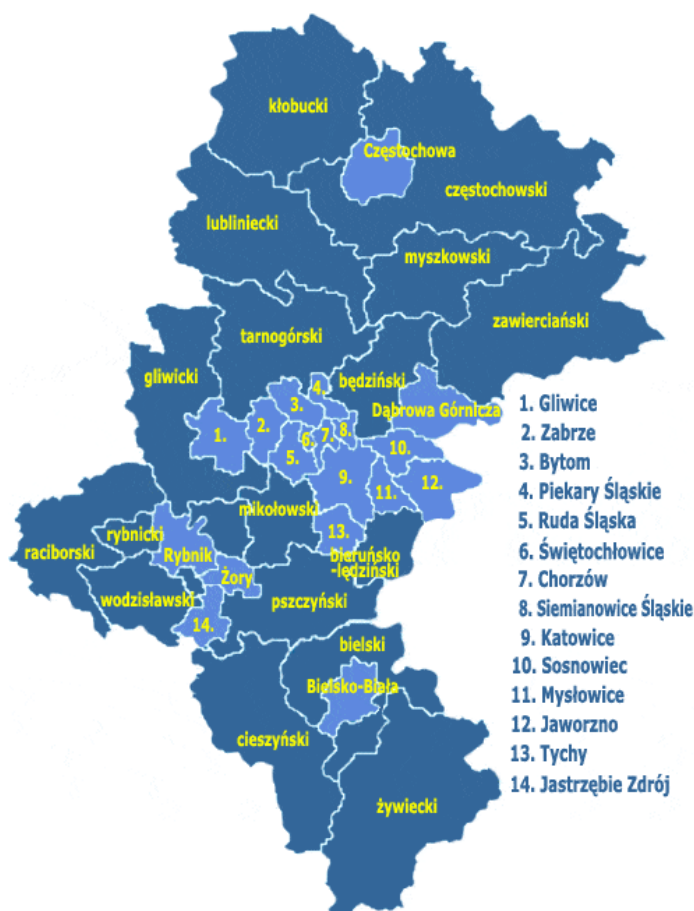 kłobucki
Częstochowa
częstochowski
lubliniecki
myszkowski
zawierciański
tarnogórski
gliwicki
będziński
Dąbrowa Górnicza
4.
3.
2.
1.
6.
7.
8.
5.
9.
10.
11.
12.
mikołowski
13.
rybnicki
Rybnik
raciborski
bieruńsko
-lędziński
Żory
wodzisławski
pszczyński
14.
bielski
Bielsko-Biała
cieszyński
żywiecki
1. Gliwice
2. Zabrze
3. Bytom
4. Piekary Śląskie
5. Ruda Śląska
6. Świętochłowice
7. Chorzów
8. Siemianowice Śląskie
9. Katowice
10. Sosnowiec
11. Mysłowice
12. Jaworzno
13. Tychy
14. Jastrzębie Zdrój